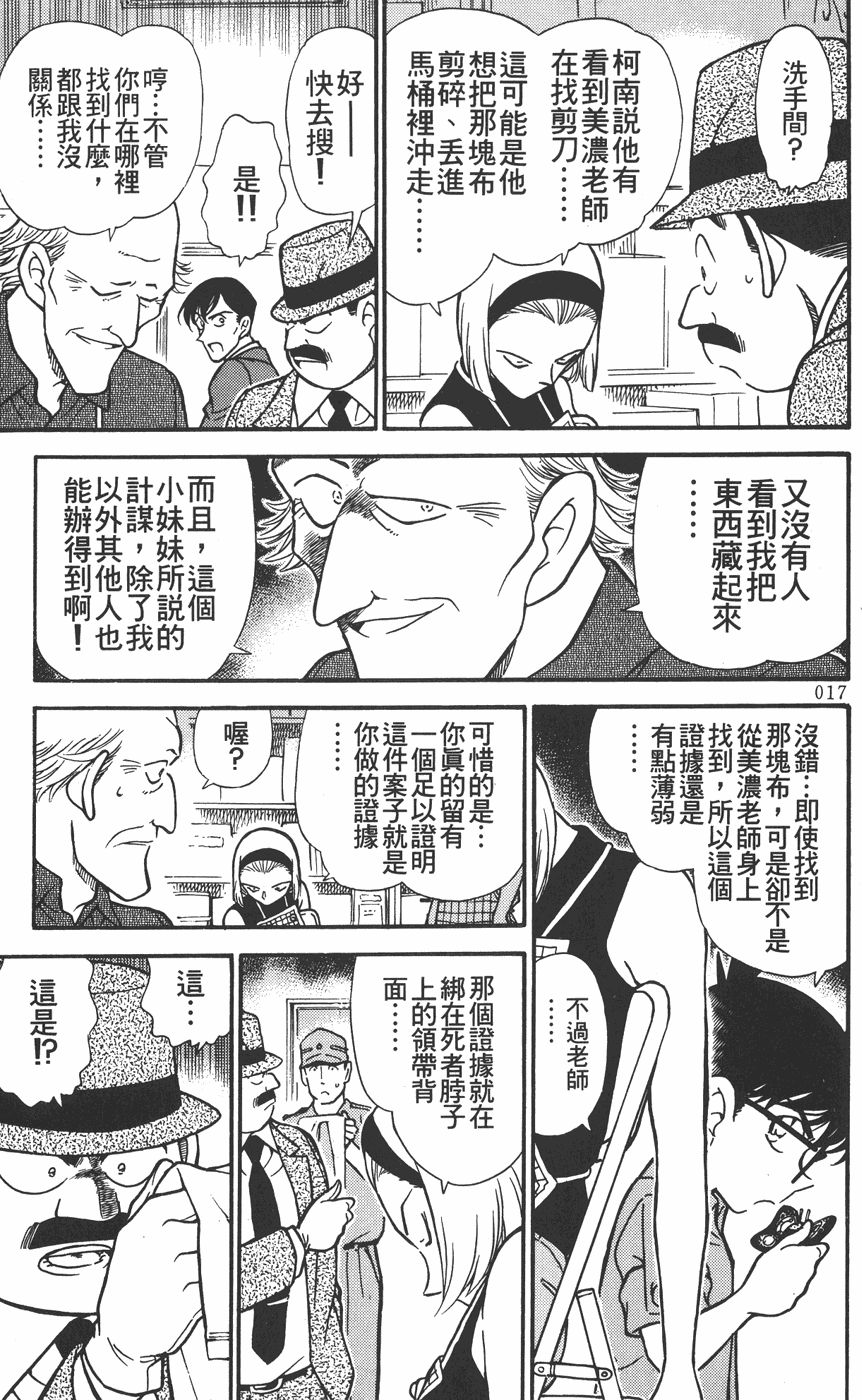 洗手間?
柯南説他有
看到美濃老師
在找剪刀……
這可能是他
想把那塊布
剪碎、丟進
馬桶裡沖走……
好——
快去搜!
是!!
哼…不管
你們在哪裡
找到什麼,
都跟我沒
關係……
又沒有人
看到我把
東西藏起來
……
而且,這個
小妹妹所説的
計謀,除了我
以外其他人也
能辦得到啊!
017
沒錯…即使找到
那塊布,可是卻不是
從美濃老師身上
找到,所以這個
證據還是
有點薄弱
……
不過老師
……
可惜的是…
你真的留有
一個足以證明
這件案子就是
你做的證據
……
喔?
那個證據就在
綁在死者脖子
上的領帶背
面……
這…
這是!?